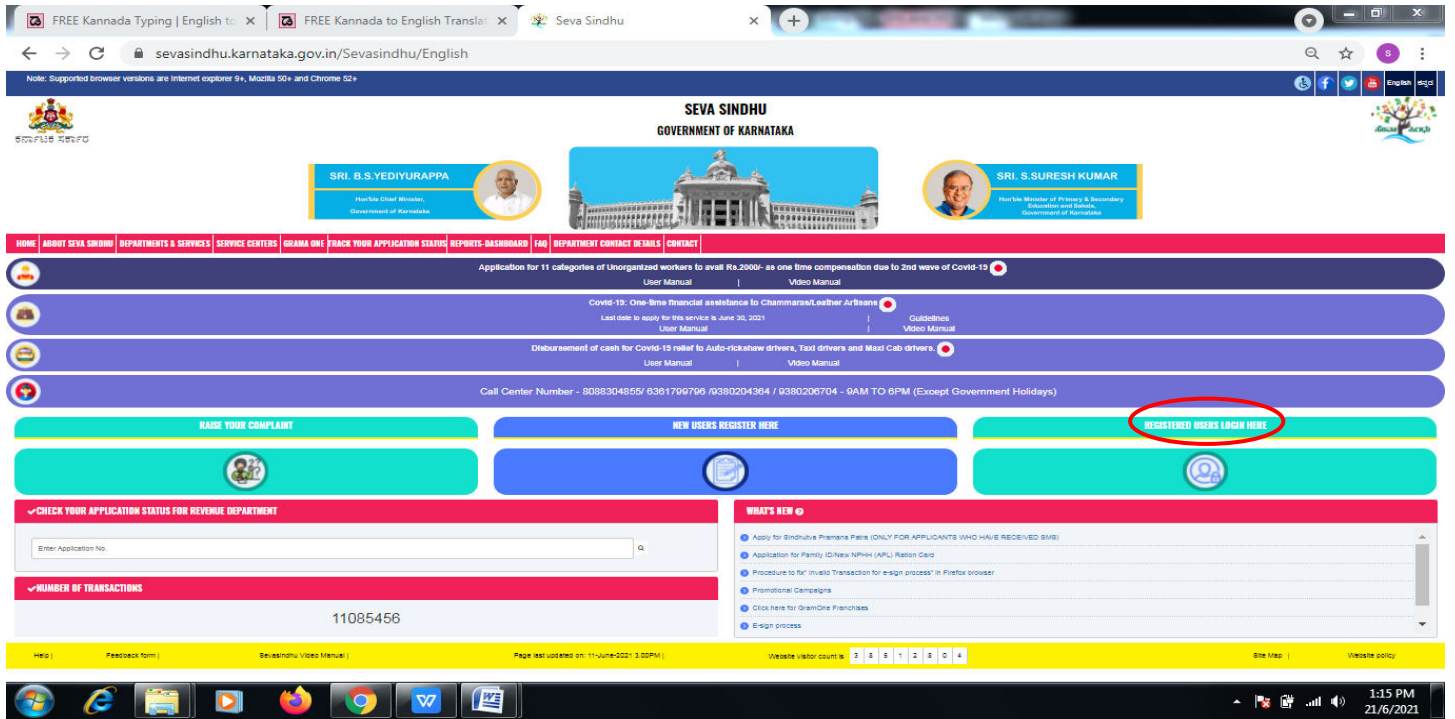 FREE Kannada Typing | English to
FREE Kannada to English Translat
Seva Sindhu
sevasindhu.karnataka.gov.in/Sevasindhu/English
S
Note: Supported browser versions are Internet explorer 9+, Mozilla 50+ and Chrome 52+
English ಕನ್ನಡ
ಕರ್ನಾಟಕ ಸರ್ಕಾರ
SEVA SINDHU
GOVERNMENT OF KARNATAKA
SRI. B.S.YEDIYURAPPA
Hon'ble Chief Minister,
Government of Karnataka
SRI. S.SURESH KUMAR
Hon'ble Minister of Primary & Secondary
Education and Sakala,
Government of Karnataka
HOME ABOUT SEVA SINDHU DEPARTMENTS & SERVICES SERVICE CENTERS GRAMA ONE TRACK YOUR APPLICATION STATUS REPORTS-DASHBOARD FAQ DEPARTMENT CONTACT DETAILS CONTACT
Application for 11 categories of Unorganized workers to avail Rs.2000/- as one time compensation due to 2nd wave of Covid-19
User Manual | Video Manual
Covid-19: One-time financial assistance to Chammaras/Leather Artisans
Last date to apply for this service is June 30, 2021 | Guidelines
User Manual | Video Manual
Disbursement of cash for Covid-19 relief to Auto-rickshaw drivers, Taxi drivers and Maxi Cab drivers.
User Manual | Video Manual
Call Center Number - 8088304855/ 6361799796 /9380204364 / 9380206704 - 9AM TO 6PM (Except Government Holidays)
RAISE YOUR COMPLAINT
NEW USERS REGISTER HERE
REGISTERED USERS LOGIN HERE
CHECK YOUR APPLICATION STATUS FOR REVENUE DEPARTMENT
Enter Application No.
NUMBER OF TRANSACTIONS
11085456
WHAT'S NEW
Apply for Sindhutva Pramana Patra (ONLY FOR APPLICANTS WHO HAVE RECEIVED SMS)
Application for Family ID/New NPHH (APL) Ration Card
Procedure to fix" Invalid Transaction for e-sign process" in Firefox browser
Promotional Campaigns
Click here for GramOne Franchises
E-sign process
Help | Feedback form | Sevasindhu Video Manual | Page last updated on: 11-June-2021 3.00PM | Website visitor count is 3 8 5 1 2 8 0 4 Site Map | Website policy
1:15 PM
21/6/2021